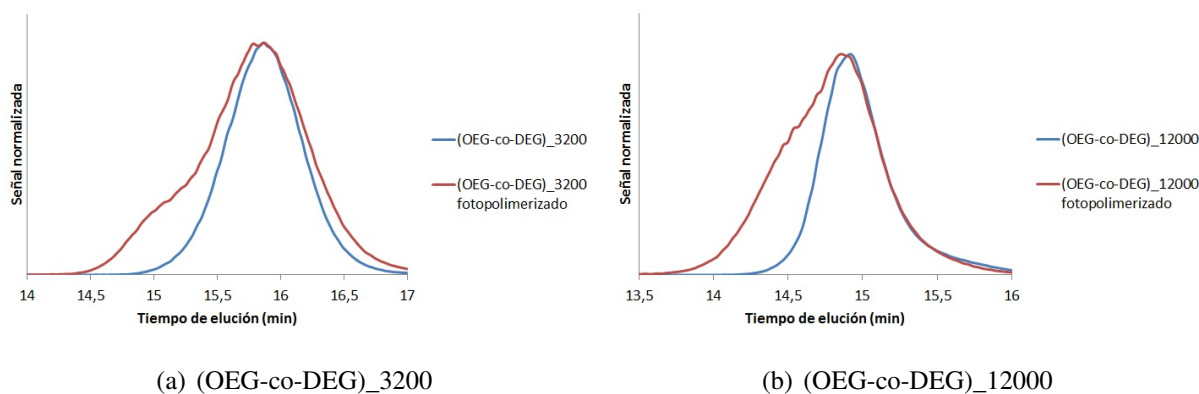 Señal normalizada
(OEG-co-DEG)_3200
(OEG-co-DEG)_3200
fotopolimerizado
14 14,5 15 15,5 16 16,5 17
Tiempo de elución (min)
(a) (OEG-co-DEG)_3200
Señal normalizada
(OEG-co-DEG)_12000
(OEG-co-DEG)_12000
fotopolimerizado
13,5 14 14,5 15 15,5 16
Tiempo de elución (min)
(b) (OEG-co-DEG)_12000